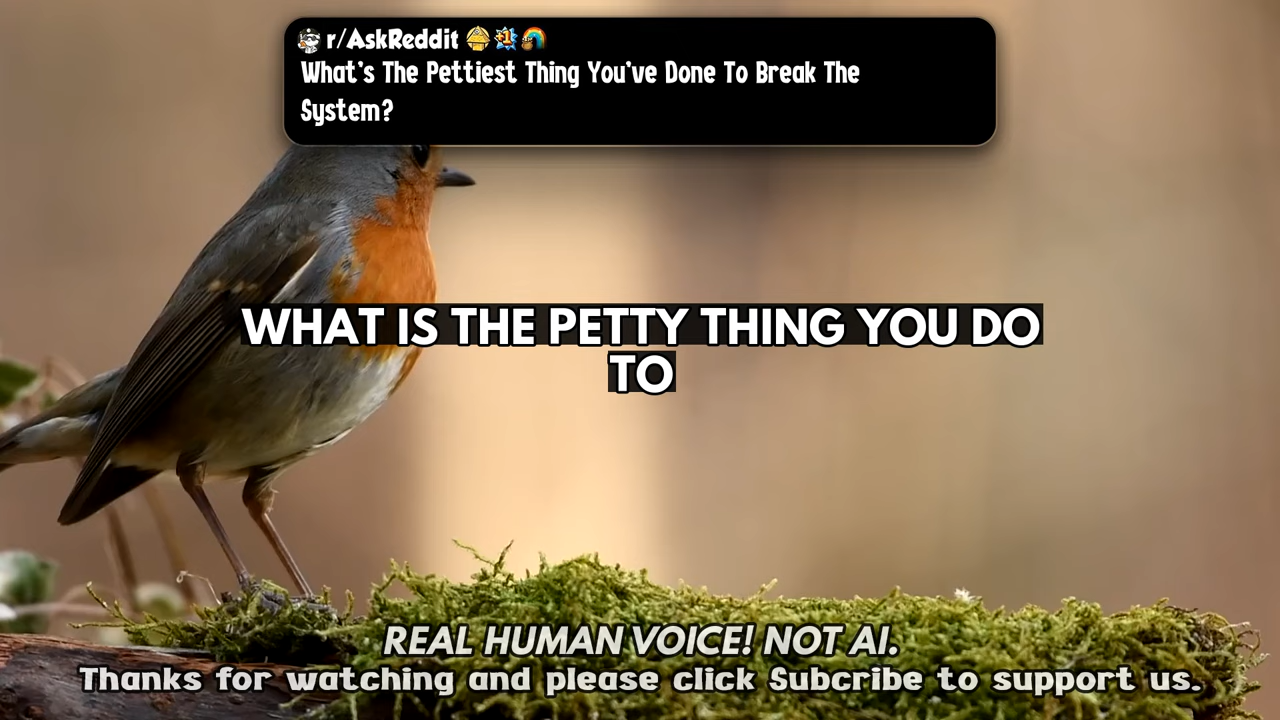 r/AskReddit
What's The Pettiest Thing You've Done To Break The
System?
WHAT IS THE PETTY THING YOU DO
TO
REAL HUMAN VOICE! NOT AI.
Thanks for watching and please click Subcribe to support us.